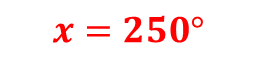 x = 250°